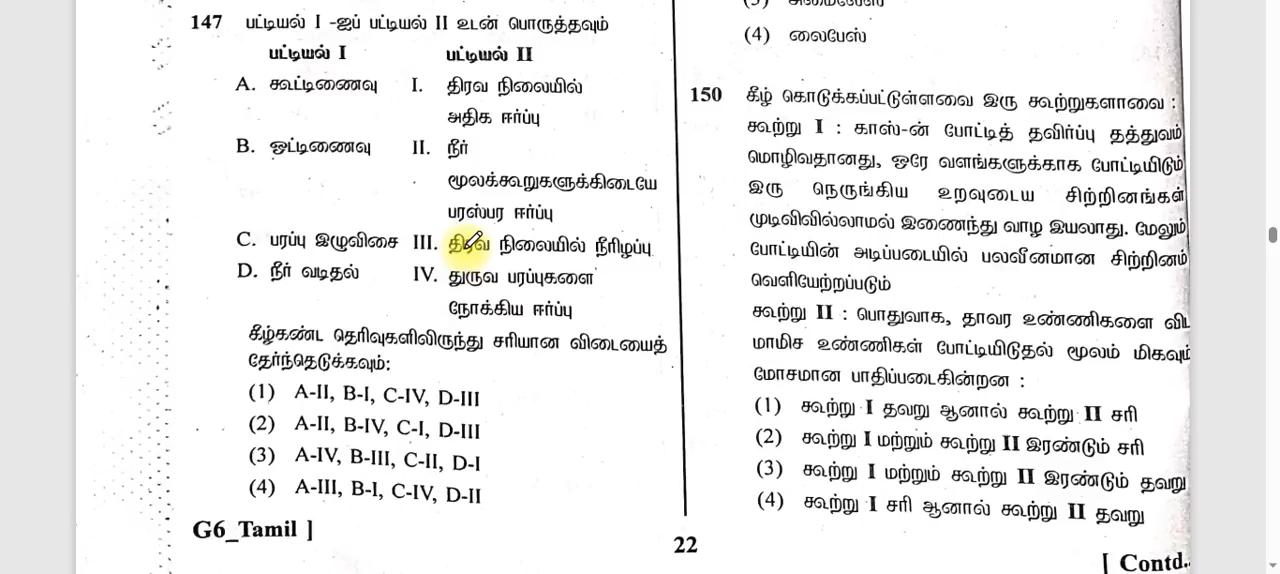 147 பட்டியல் I -ஐப் பட்டியல் II உடன் பொருத்தவும்
பட்டியல் I பட்டியல் II
A. கூட்டிணைவு I. திரவ நிலையில்
அதிக ஈர்ப்பு
B. ஒட்டிணைவு II. நீர்
மூலக்கூறுகளுக்கிடையே
பரஸ்பர ஈர்ப்பு
C. பரப்பு இழுவிசை III. திரவ நிலையில் நீரிழப்பு
D. நீர் வடிதல் IV. துருவ பரப்புகளை
நோக்கிய ஈர்ப்பு
கீழ்கண்ட தெரிவுகளிலிருந்து சரியான விடையைத்
தேர்ந்தெடுக்கவும்:
(1) A-II, B-I, C-IV, D-III
(2) A-II, B-IV, C-I, D-III
(3) A-IV, B-III, C-II, D-I
(4) A-III, B-I, C-IV, D-II
G6_Tamil ]
22
(4) லைபேஸ்
150 கீழ் கொடுக்கப்பட்டுள்ளவை இரு கூற்றுகளாவை :
கூற்று I : காஸ்-ன் போட்டித் தவிர்ப்பு தத்துவம்
மொழிவதானது, ஒரே வளங்களுக்காக போட்டியிடும்
இரு நெருங்கிய உறவுடைய சிற்றினங்கள்
முடிவிவில்லாமல் இணைந்து வாழ இயலாது. மேலும்
போட்டியின் அடிப்படையில் பலவீனமான சிற்றினம்
வெளியேற்றப்படும்
கூற்று II : பொதுவாக, தாவர உண்ணிகளை விட
மாமிச உண்ணிகள் போட்டியிடுதல் மூலம் மிகவும்
மோசமான பாதிப்படைகின்றன :
(1) கூற்று I தவறு ஆனால் கூற்று II சரி
(2) கூற்று I மற்றும் கூற்று II இரண்டும் சரி
(3) கூற்று I மற்றும் கூற்று II இரண்டும் தவறு
(4) கூற்று I சரி ஆனால் கூற்று II தவறு
[ Contd.